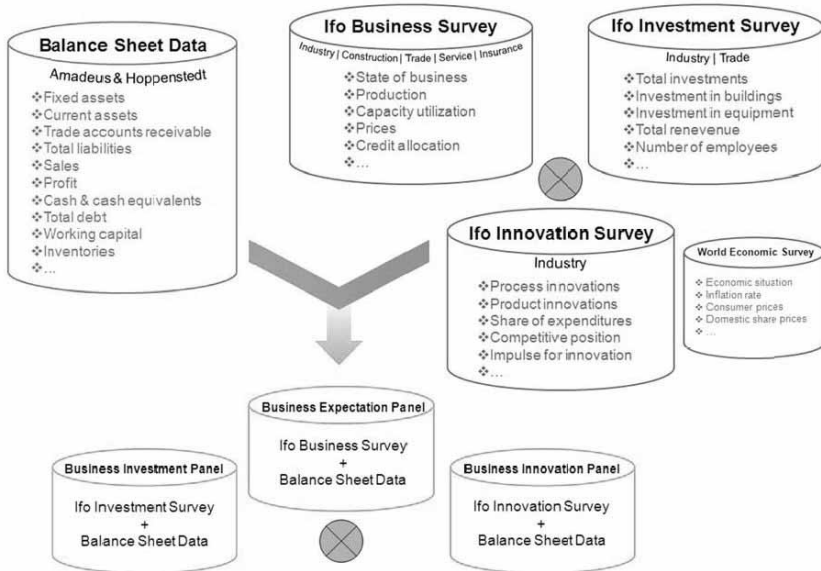 Balance Sheet Data
Amadeus & Hoppenstedt
❖Fixed assets
❖Current assets
❖Trade accounts receivable
❖Total liabilities
❖Sales
❖Profit
❖Cash & cash equivalents
❖Total debt
❖Working capital
❖Inventories
❖...
Ifo Business Survey
Industry | Construction | Trade | Service | Insurance
❖State of business
❖Production
❖Capacity utilization
❖Prices
❖Credit allocation
❖...
Ifo Investment Survey
Industry | Trade
❖Total investments
❖Investment in buildings
❖Investment in equipment
❖Total renevenue
❖Number of employees
❖...
Ifo Innovation Survey
Industry
❖Process innovations
❖Product innovations
❖Share of expenditures
❖Competitive position
❖Impulse for innovation
❖...
World Economic Survey
❖ Economic situation
❖ Inflation rate
❖ Consumer prices
❖ Domestic share prices
❖ ...
Business Expectation Panel
Ifo Business Survey
+
Balance Sheet Data
Business Investment Panel
Ifo Investment Survey
+
Balance Sheet Data
Business Innovation Panel
Ifo Innovation Survey
+
Balance Sheet Data